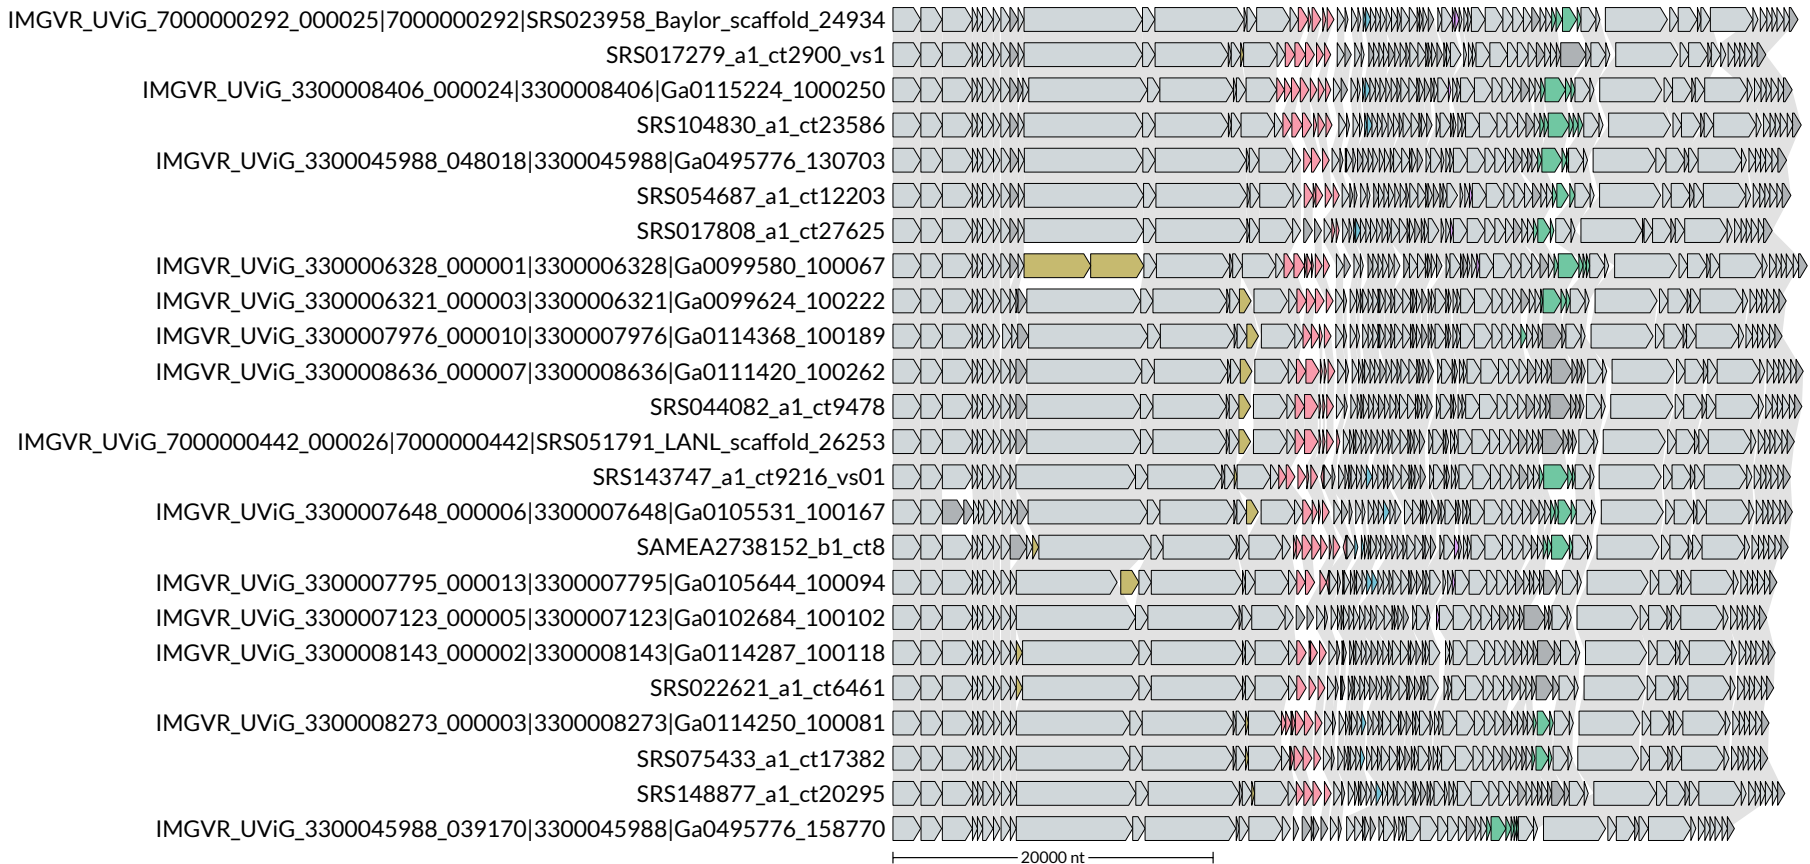 IMGVR_UViG_7000000292_000025|7000000292|SRS023958_Baylor_scaffold_24934
SRS017279_a1_ct2900_vs1
IMGVR_UViG_3300008406_000024|3300008406|Ga0115224_1000250
SRS104830_a1_ct23586
IMGVR_UViG_3300045988_048018|3300045988|Ga0495776_130703
SRS054687_a1_ct12203
SRS017808_a1_ct27625
IMGVR_UViG_3300006328_000001|3300006328|Ga0099580_100067
IMGVR_UViG_3300006321_000003|3300006321|Ga0099624_100222
IMGVR_UViG_3300007976_000010|3300007976|Ga0114368_100189
IMGVR_UViG_3300008636_000007|3300008636|Ga0111420_100262
SRS044082_a1_ct9478
IMGVR_UViG_7000000442_000026|7000000442|SRS051791_LANL_scaffold_26253
SRS143747_a1_ct9216_vs01
IMGVR_UViG_3300007648_000006|3300007648|Ga0105531_100167
SAMEA2738152_b1_ct8
IMGVR_UViG_3300007795_000013|3300007795|Ga0105644_100094
IMGVR_UViG_3300007123_000005|3300007123|Ga0102684_100102
IMGVR_UViG_3300008143_000002|3300008143|Ga0114287_100118
SRS022621_a1_ct6461
IMGVR_UViG_3300008273_000003|3300008273|Ga0114250_100081
SRS075433_a1_ct17382
SRS148877_a1_ct20295
IMGVR_UViG_3300045988_039170|3300045988|Ga0495776_158770
20000 nt